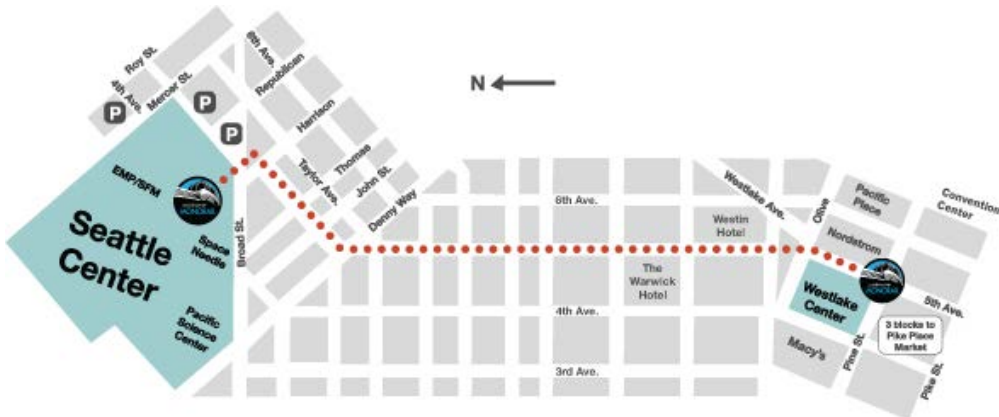 Roy St.
4th Ave.
Mercer St.
P
P
P
6th Ave.
Republican
Harrison
Thomas
Taylor Ave.
John St.
Denny Way
N
EMP/SFM
MONORAIL
Seattle
Center
Space
Needle
Broad St.
Pacific
Science
Center
6th Ave.
Westlake Ave.
Westin
Hotel
Olive
Pacific
Place
Convention
Center
Nordstrom
The
Warwick
Hotel
MONORAIL
Westlake
Center
5th Ave.
4th Ave.
Macy's
Pine St.
3 blocks to
Pike Place
Market
Pike St.
3rd Ave.